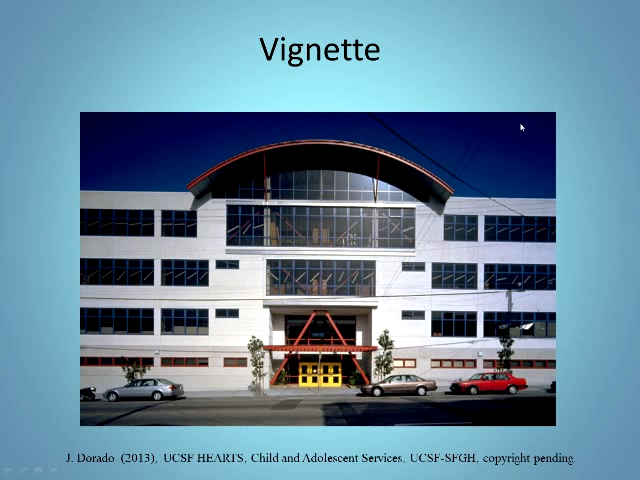 Vignette
J. Dorado (2013), UCSF HEARTS, Child and Adolescent Services, UCSF-SFGH, copyright pending